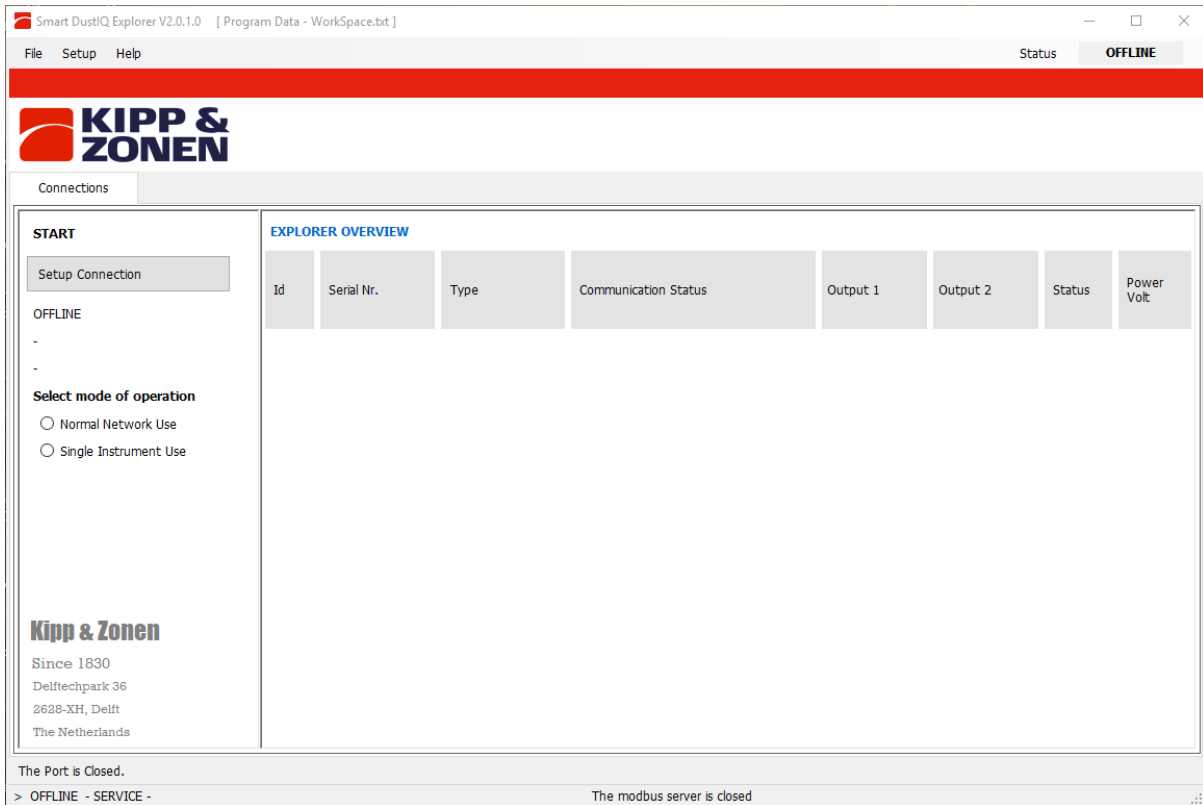 Smart DustIQ Explorer V2.0.1.0 [ Program Data - WorkSpace.txt ]
File Setup Help Status OFFLINE
KIPP &
ZONEN
Connections
START
Setup Connection
OFFLINE
-
-
Select mode of operation
Normal Network Use
Single Instrument Use
Kipp & Zonen
Since 1830
Delftechpark 36
2628-XH, Delft
The Netherlands
EXPLORER OVERVIEW
Id Serial Nr. Type Communication Status Output 1 Output 2 Status Power
Volt
The Port is Closed.
> OFFLINE - SERVICE - The modbus server is closed